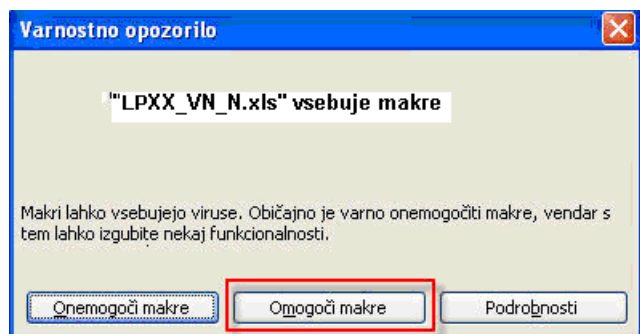 Varnostno opozorilo
'"LPXX_VN_N.xls" vsebuje makre
Makri lahko vsebujejo viruse. Običajno je varno onemogočiti makre, vendar s
tem lahko izgubite nekaj funkcionalnosti.
Onemogoči makre
Omogoči makre
Podrobnosti